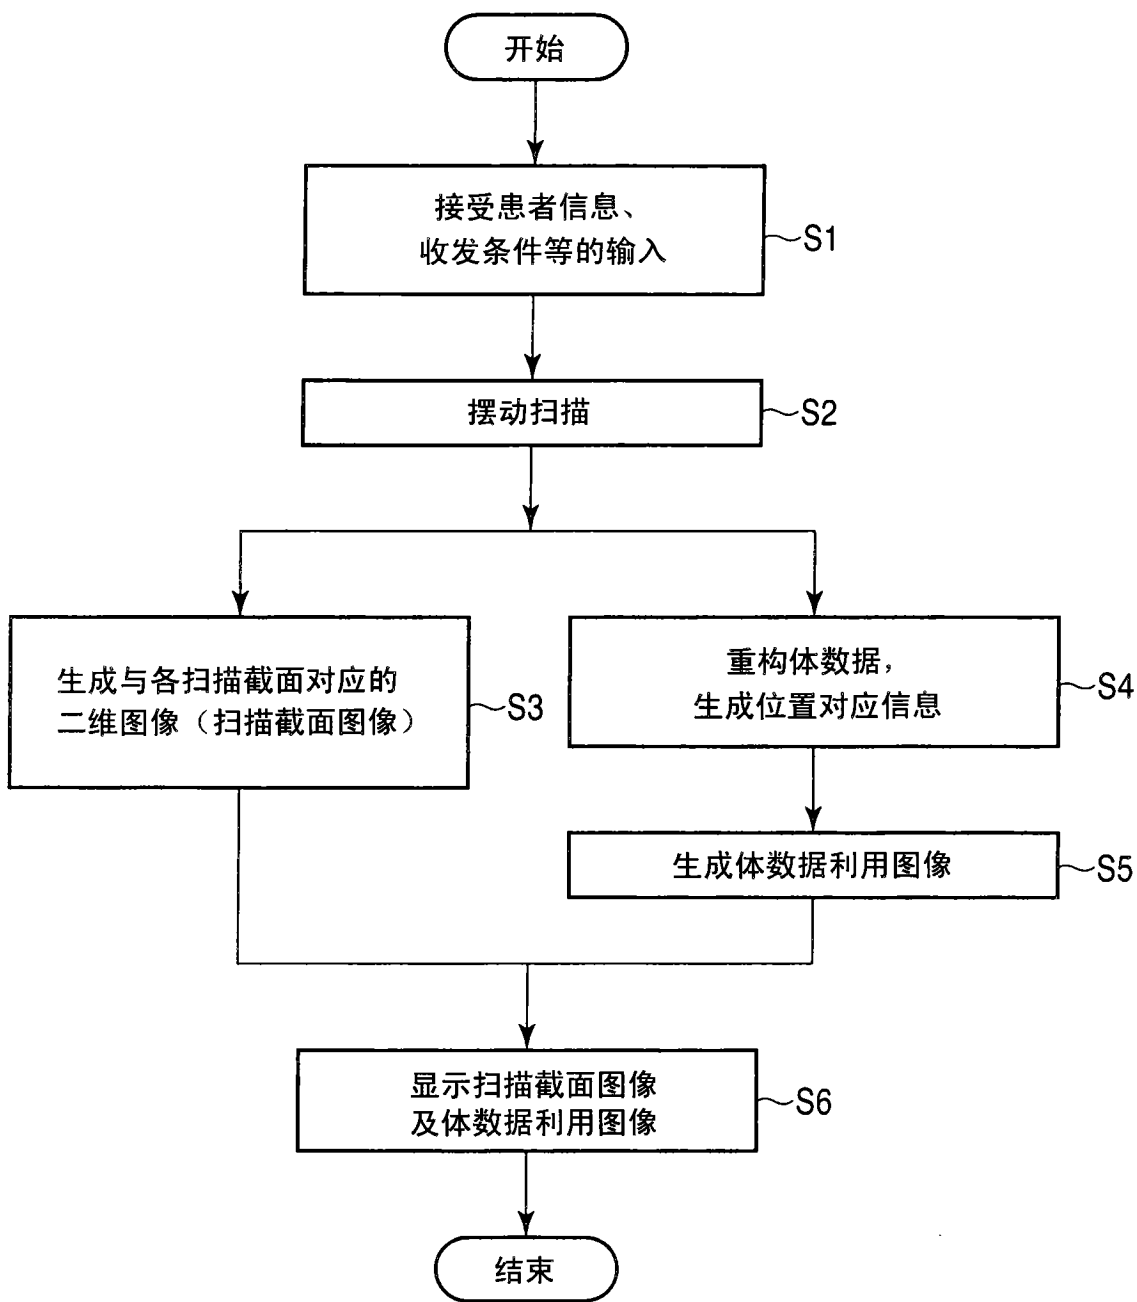 开始
接受患者信息、
收发条件等的输入
S1
摆动扫描
S2
生成与各扫描截面对应的
二维图像（扫描截面图像）
S3
重构体数据，
生成位置对应信息
S4
生成体数据利用图像
S5
显示扫描截面图像
及体数据利用图像
S6
结束